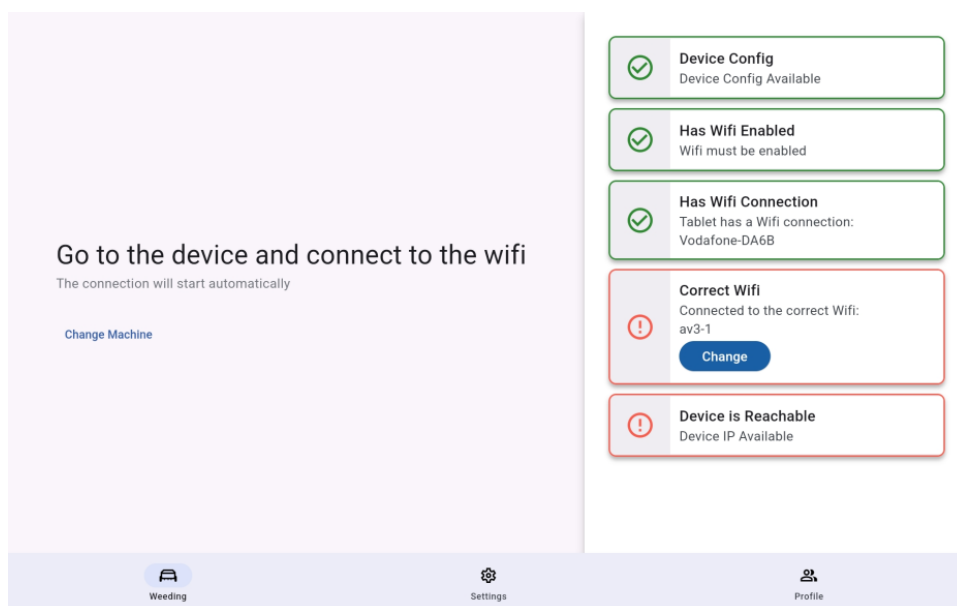 Go to the device and connect to the wifi
The connection will start automatically
Change Machine
Device Config
Device Config Available
Has Wifi Enabled
Wifi must be enabled
Has Wifi Connection
Tablet has a Wifi connection:
Vodafone-DA6B
Correct Wifi
Connected to the correct Wifi:
av3-1
Change
Device is Reachable
Device IP Available
Weeding
Settings
Profile